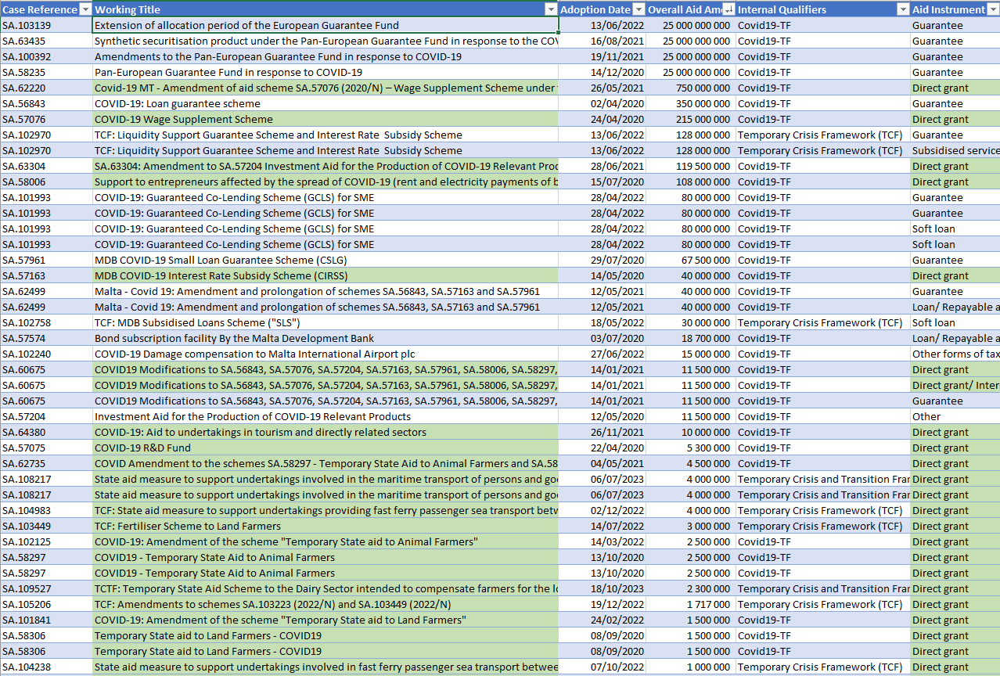 Case Reference Working Title Adoption Date Overall Aid Am Internal Qualifiers Aid Instrument
SA.103139 Extension of allocation period of the European Guarantee Fund 13/06/2022 25 000 000 000 Covid19-TF Guarantee
SA.63435 Synthetic securitisation product under the Pan-European Guarantee Fund in response to the COV 16/08/2021 25 000 000 000 Covid19-TF Guarantee
SA.100392 Amendments to the Pan-European Guarantee Fund in response to COVID-19 19/11/2021 25 000 000 000 Covid19-TF Guarantee
SA.58235 Pan-European Guarantee Fund in response to COVID-19 14/12/2020 25 000 000 000 Covid19-TF Guarantee
SA.62220 Covid-19 MT - Amendment of aid scheme SA.57076 (2020/N) – Wage Supplement Scheme under 26/05/2021 750 000 000 Covid19-TF Direct grant
SA.56843 COVID-19: Loan guarantee scheme 02/04/2020 350 000 000 Covid19-TF Guarantee
SA.57076 COVID-19 Wage Supplement Scheme 24/04/2020 215 000 000 Covid19-TF Direct grant
SA.102970 TCF: Liquidity Support Guarantee Scheme and Interest Rate Subsidy Scheme 13/06/2022 128 000 000 Temporary Crisis Framework (TCF) Guarantee
SA.102970 TCF: Liquidity Support Guarantee Scheme and Interest Rate Subsidy Scheme 13/06/2022 128 000 000 Temporary Crisis Framework (TCF) Subsidised service
SA.63304 SA.63304: Amendment to SA.57204 Investment Aid for the Production of COVID-19 Relevant Proc 28/06/2021 119 500 000 Covid19-TF Direct grant
SA.58006 Support to entrepreneurs affected by the spread of COVID-19 (rent and electricity payments of b 15/07/2020 108 000 000 Covid19-TF Direct grant
SA.101993 COVID-19: Guaranteed Co-Lending Scheme (GCLS) for SME 28/04/2022 80 000 000 Covid19-TF Guarantee
SA.101993 COVID-19: Guaranteed Co-Lending Scheme (GCLS) for SME 28/04/2022 80 000 000 Covid19-TF Guarantee
SA.101993 COVID-19: Guaranteed Co-Lending Scheme (GCLS) for SME 28/04/2022 80 000 000 Covid19-TF Soft loan
SA.101993 COVID-19: Guaranteed Co-Lending Scheme (GCLS) for SME 28/04/2022 80 000 000 Covid19-TF Soft loan
SA.57961 MDB COVID-19 Small Loan Guarantee Scheme (CSLG) 29/07/2020 67 500 000 Covid19-TF Guarantee
SA.57163 MDB COVID-19 Interest Rate Subsidy Scheme (CIRSS) 14/05/2020 40 000 000 Covid19-TF Direct grant
SA.62499 Malta - Covid 19: Amendment and prolongation of schemes SA.56843, SA.57163 and SA.57961 12/05/2021 40 000 000 Covid19-TF Guarantee
SA.62499 Malta - Covid 19: Amendment and prolongation of schemes SA.56843, SA.57163 and SA.57961 12/05/2021 40 000 000 Covid19-TF Loan/ Repayable a
SA.102758 TCF: MDB Subsidised Loans Scheme ("SLS") 18/05/2022 30 000 000 Temporary Crisis Framework (TCF) Soft loan
SA.57574 Bond subscription facility By the Malta Development Bank 03/07/2020 18 700 000 Covid19-TF Loan/ Repayable a
SA.102240 COVID-19 Damage compensation to Malta International Airport plc 27/06/2022 15 000 000 Covid19-TF Other forms of tax
SA.60675 COVID19 Modifications to SA.56843, SA.57076, SA.57204, SA.57163, SA.57961, SA.58006, SA.58297, 14/01/2021 11 500 000 Covid19-TF Direct grant
SA.60675 COVID19 Modifications to SA.56843, SA.57076, SA.57204, SA.57163, SA.57961, SA.58006, SA.58297, 14/01/2021 11 500 000 Covid19-TF Direct grant/ Inter
SA.60675 COVID19 Modifications to SA.56843, SA.57076, SA.57204, SA.57163, SA.57961, SA.58006, SA.58297, 14/01/2021 11 500 000 Covid19-TF Guarantee
SA.57204 Investment Aid for the Production of COVID-19 Relevant Products 12/05/2020 11 500 000 Covid19-TF Other
SA.64380 COVID-19: Aid to undertakings in tourism and directly related sectors 26/11/2021 10 000 000 Covid19-TF Direct grant
SA.57075 COVID-19 R&D Fund 22/04/2020 5 300 000 Covid19-TF Direct grant
SA.62735 COVID Amendment to the schemes SA.58297 - Temporary State Aid to Animal Farmers and SA.58 04/05/2021 4 500 000 Covid19-TF Direct grant
SA.108217 State aid measure to support undertakings involved in the maritime transport of persons and goo 06/07/2023 4 000 000 Temporary Crisis and Transition Fran Direct grant
SA.108217 State aid measure to support undertakings involved in the maritime transport of persons and goo 06/07/2023 4 000 000 Temporary Crisis and Transition Fran Direct grant
SA.104983 TCF: State aid measure to support undertakings providing fast ferry passenger sea transport betw 02/12/2022 4 000 000 Temporary Crisis Framework (TCF) Direct grant
SA.103449 TCF: Fertiliser Scheme to Land Farmers 14/07/2022 3 000 000 Temporary Crisis Framework (TCF) Direct grant
SA.102125 COVID-19: Amendment of the scheme "Temporary State aid to Animal Farmers" 14/03/2022 2 500 000 Covid19-TF Direct grant
SA.58297 COVID19 - Temporary State Aid to Animal Farmers 13/10/2020 2 500 000 Covid19-TF Direct grant
SA.58297 COVID19 - Temporary State Aid to Animal Farmers 13/10/2020 2 500 000 Covid19-TF Direct grant
SA.109527 TCTF: Temporary State Aid Scheme to the Dairy Sector intended to compensate farmers for the lo 18/10/2023 2 300 000 Temporary Crisis and Transition Fran Direct grant
SA.105206 TCF: Amendments to schemes SA.103223 (2022/N) and SA.103449 (2022/N) 19/12/2022 1 717 000 Temporary Crisis Framework (TCF) Direct grant
SA.101841 COVID-19: Amendment of the scheme "Temporary State aid to Land Farmers" 24/02/2022 1 500 000 Covid19-TF Direct grant
SA.58306 Temporary State aid to Land Farmers - COVID19 08/09/2020 1 500 000 Covid19-TF Direct grant
SA.58306 Temporary State aid to Land Farmers - COVID19 08/09/2020 1 500 000 Covid19-TF Direct grant
SA.104238 State aid measure to support undertakings involved in fast ferry passenger sea transport betwee 07/10/2022 1 000 000 Temporary Crisis Framework (TCF) Direct grant